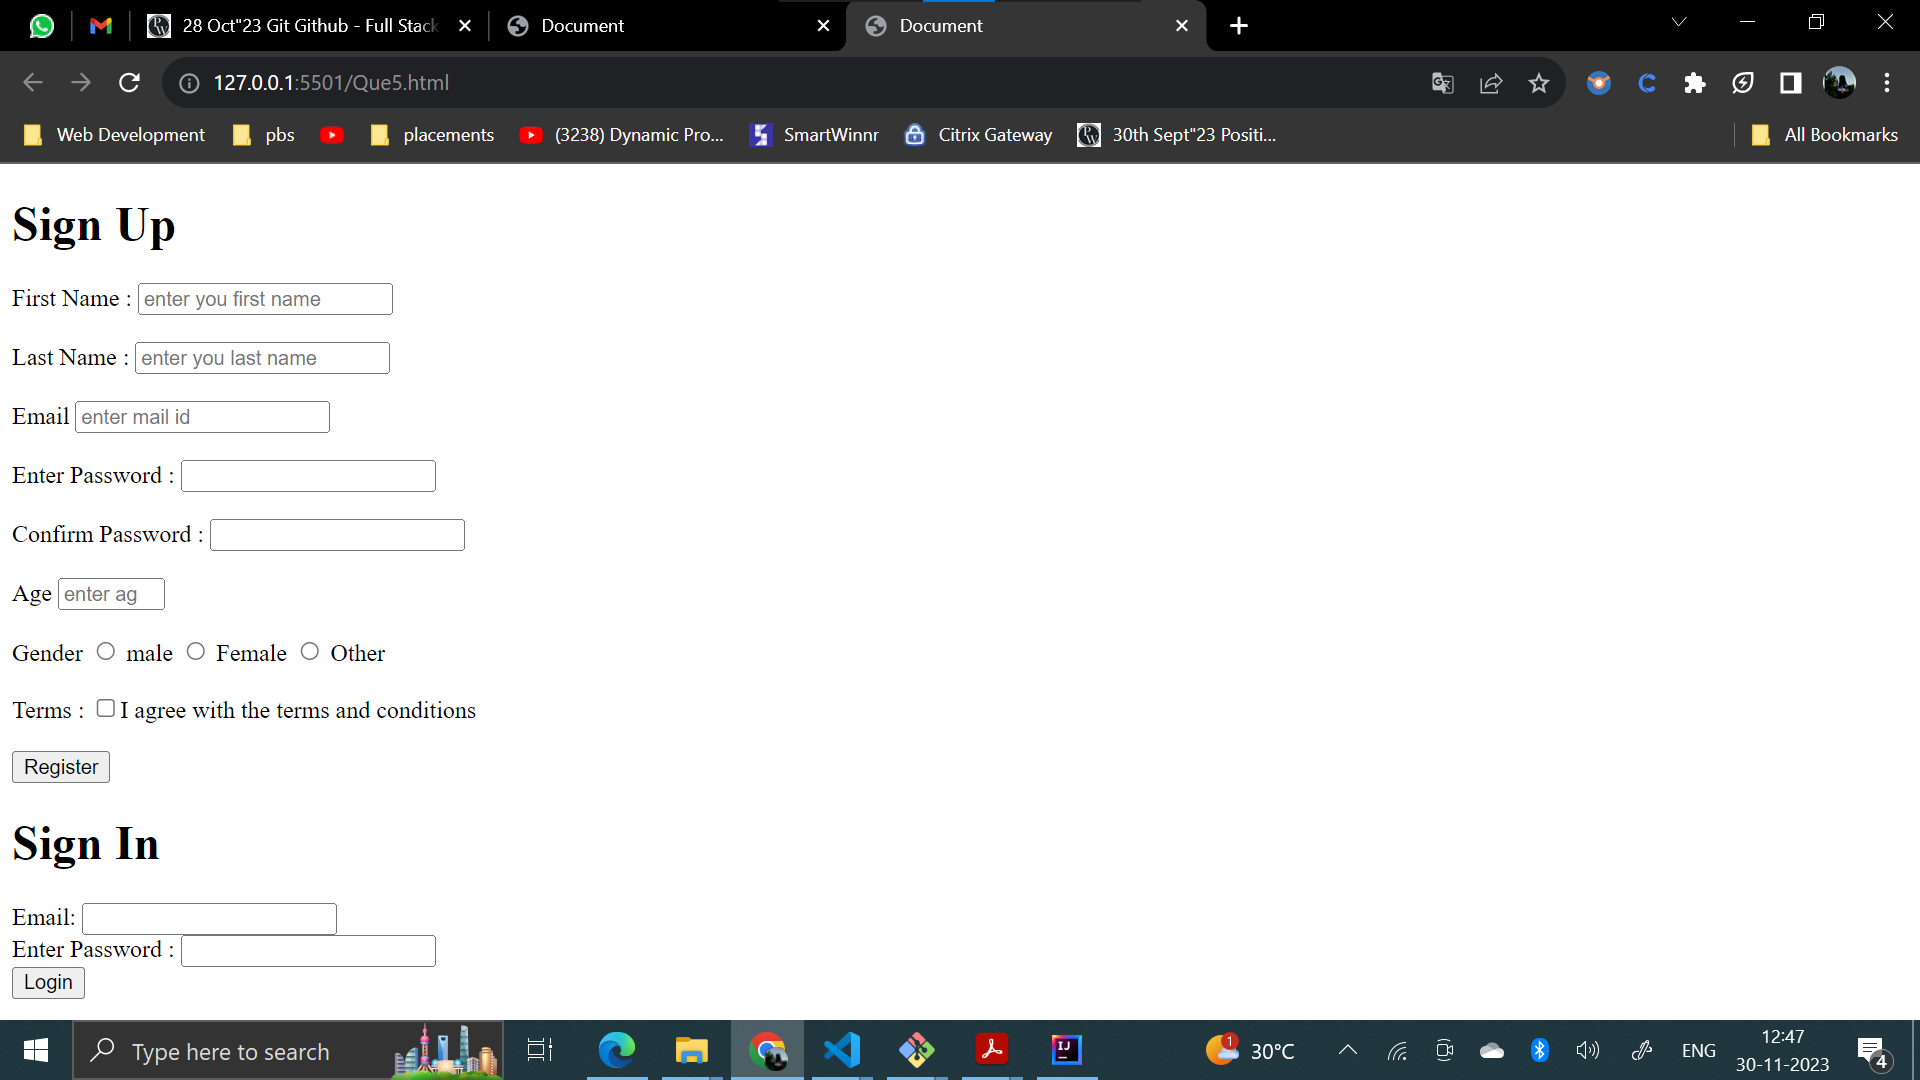 28 Oct"23 Git Github - Full Stack
Document
Document
127.0.0.1:5501/Que5.html
Web Development
pbs
placements
(3238) Dynamic Pro...
SmartWinnr
Citrix Gateway
30th Sept"23 Positi...
All Bookmarks
Sign Up
First Name : enter you first name
Last Name : enter you last name
Email enter mail id
Enter Password :
Confirm Password :
Age enter ag
Gender male Female Other
Terms : I agree with the terms and conditions
Register
Sign In
Email:
Enter Password :
Login
Type here to search
1
30°C
ENG
12:47
30-11-2023
4